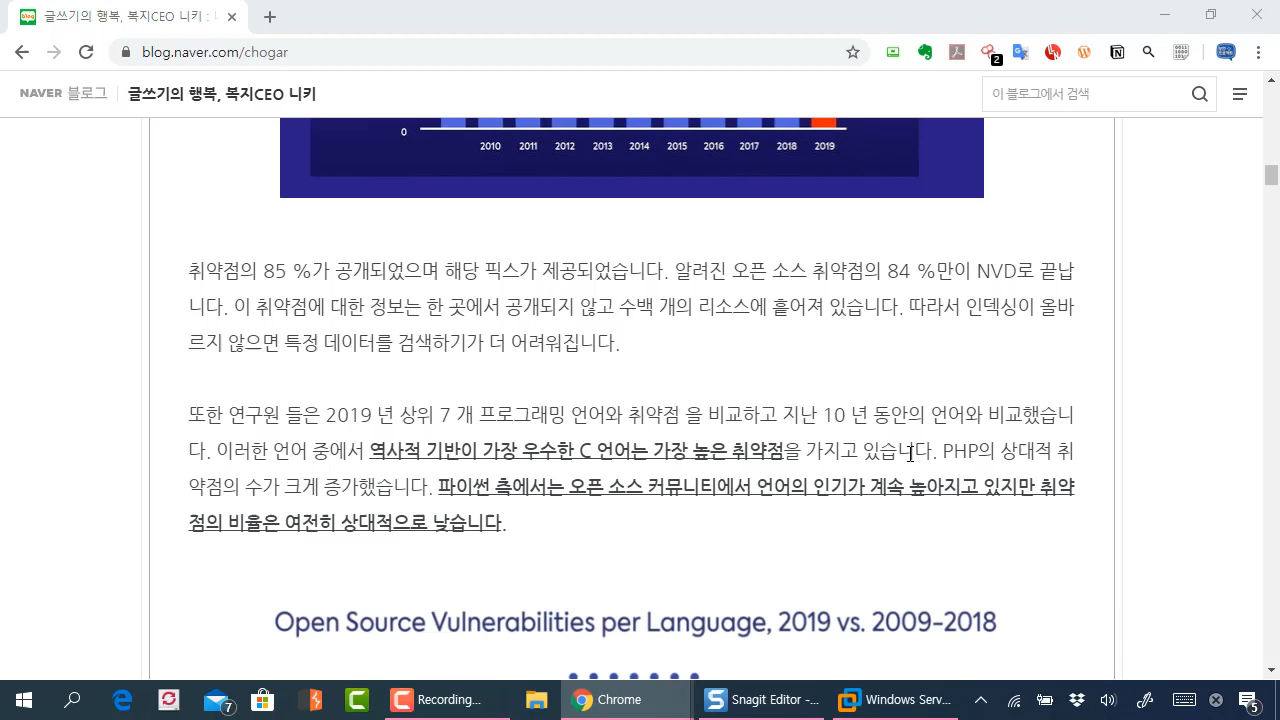 글쓰기의 행복, 복지CEO 니키 :
blog.naver.com/chogar
2
NAVER 블로그
글쓰기의 행복, 복지CEO 니키
이 블로그에서 검색
0
2010 2011 2012 2013 2014 2015 2016 2017 2018 2019
취약점의 85 %가 공개되었으며 해당 픽스가 제공되었습니다. 알려진 오픈 소스 취약점의 84 %만이 NVD로 끝납
니다. 이 취약점에 대한 정보는 한 곳에서 공개되지 않고 수백 개의 리소스에 흩어져 있습니다. 따라서 인덱싱이 올바
르지 않으면 특정 데이터를 검색하기가 더 어려워집니다.
또한 연구원 들은 2019 년 상위 7 개 프로그래밍 언어와 취약점 을 비교하고 지난 10 년 동안의 언어와 비교했습니
다. 이러한 언어 중에서 역사적 기반이 가장 우수한 C 언어는 가장 높은 취약점을 가지고 있습니다. PHP의 상대적 취
약점의 수가 크게 증가했습니다. 파이썬 측에서는 오픈 소스 커뮤니티에서 언어의 인기가 계속 높아지고 있지만 취약
점의 비율은 여전히 상대적으로 낮습니다.
Open Source Vulnerabilities per Language, 2019 vs. 2009-2018
7
Recording...
Chrome
Snagit Editor -...
Windows Serv...
5